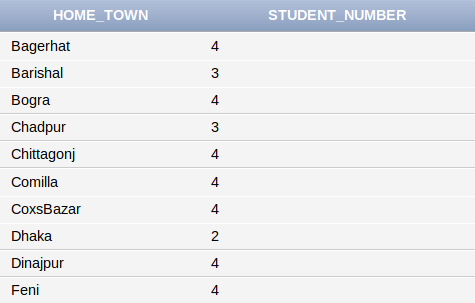 HOME_TOWN STUDENT_NUMBER
Bagerhat 4
Barishal 3
Bogra 4
Chadpur 3
Chittagonj 4
Comilla 4
CoxsBazar 4
Dhaka 2
Dinajpur 4
Feni 4